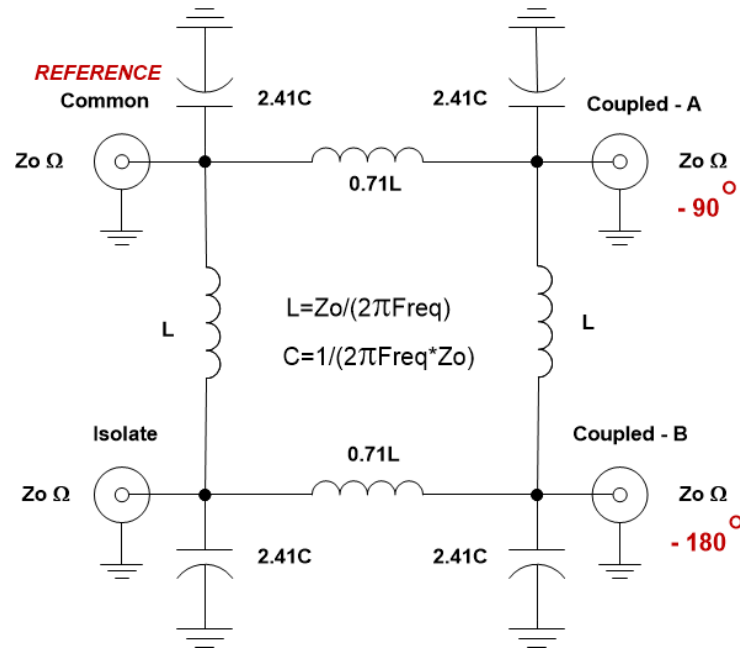 REFERENCE
Common
2.41C
2.41C
Coupled - A
Zo Ω
0.71L
Zo Ω
- 90°
L
L=Zo/(2πFreq)
C=1/(2πFreq*Zo)
L
Isolate
0.71L
Coupled - B
Zo Ω
Zo Ω
- 180°
2.41C
2.41C